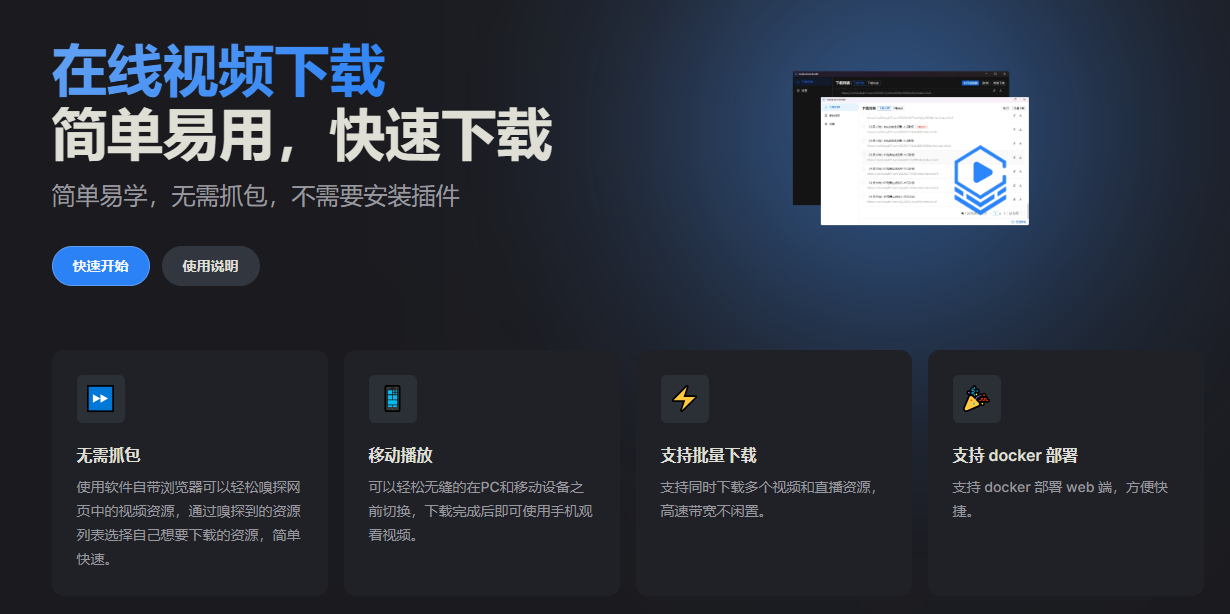 在线视频下载
简单易用，快速下载
简单易学，无需抓包，不需要安装插件
快速开始
使用说明
无需抓包
使用软件自带浏览器可以轻松嗅探网
页中的视频资源，通过嗅探到的资源
列表选择自己想要下载的资源，简单
快速。
移动播放
可以轻松无缝的在PC和移动设备之
前切换，下载完成后即可使用手机观
看视频。
支持批量下载
支持同时下载多个视频和直播资源，
高速带宽不闲置。
支持 docker 部署
支持 docker 部署 web 端，方便快
捷。